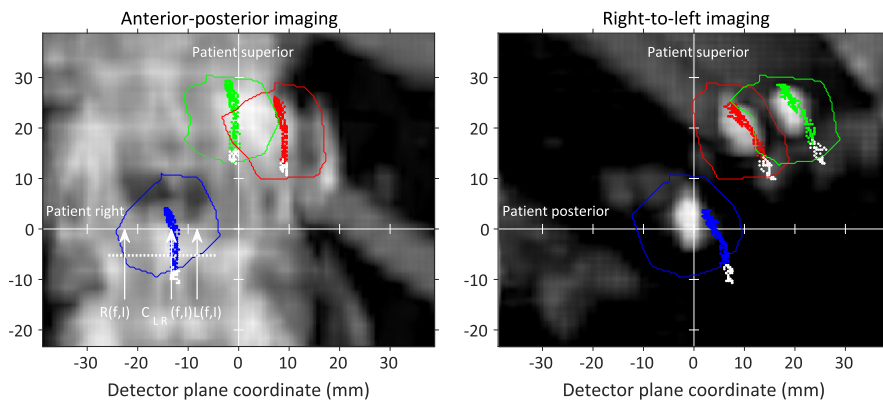 Anterior-posterior imaging
Right-to-left imaging
Patient superior
Patient superior
30
20
10
0
10
20
30
20
10
0
-10
-20
Patient right
Patient posterior
R(f,I) C LR (f,I) L(f,I)
-30 -20 -10 0 10 20 30
-30 -20 -10 0 10 20 30
Detector plane coordinate (mm)
Detector plane coordinate (mm)